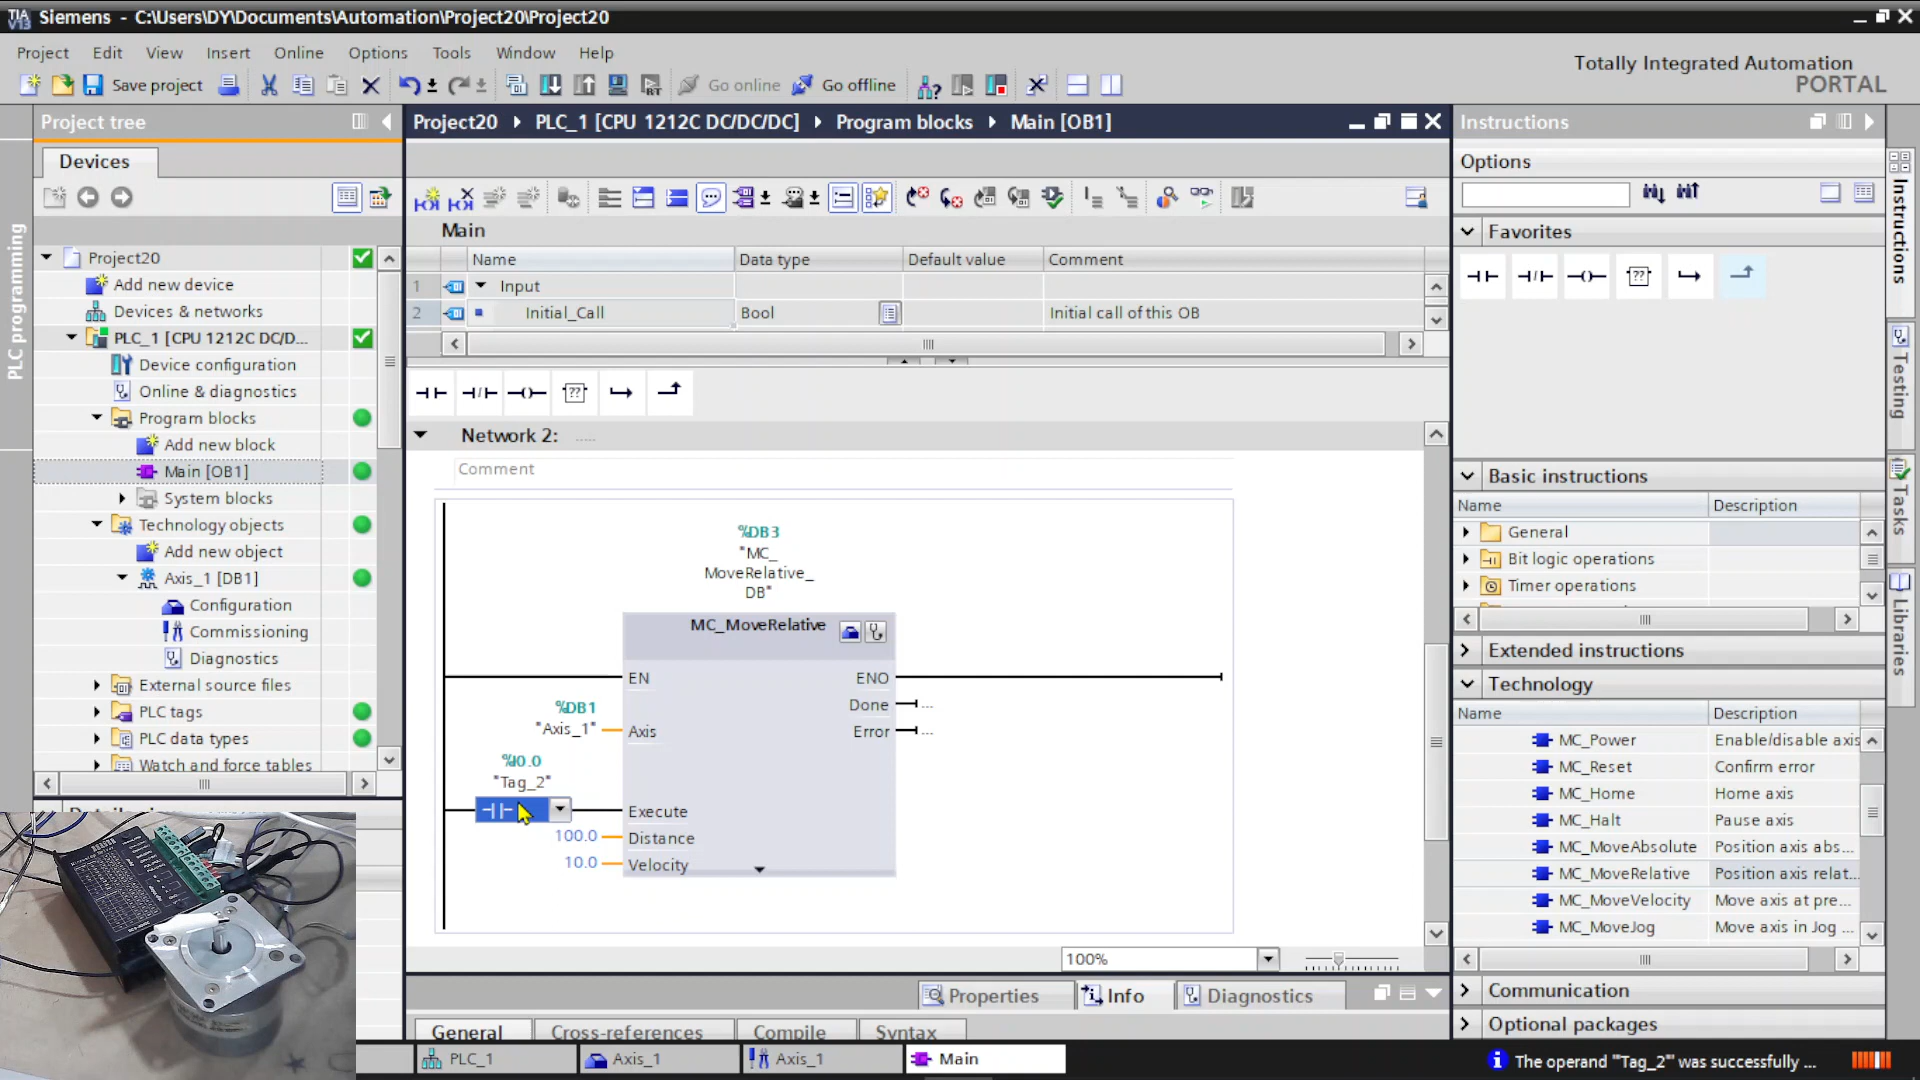 TIA
V13
Siemens - C:\Users\DY\Documents\Automation\Project20\Project20
Project Edit View Insert Online Options Tools Window Help
Totally Integrated Automation
PORTAL
Save project
Go online
Go offline
Project tree
Devices
PLC programming
Project20
Add new device
Devices & networks
PLC_1 [CPU 1212C DC/D...
Device configuration
Online & diagnostics
Program blocks
Add new block
Main [OB1]
System blocks
Technology objects
Add new object
Axis_1 [DB1]
Configuration
Commissioning
Diagnostics
External source files
PLC tags
PLC data types
Watch and force tables
Project20 PLC_1 [CPU 1212C DC/DC/DC] Program blocks Main [OB1]
Main
Name Data type Default value Comment
1 Input
2 Initial_Call Bool Initial call of this OB
??
Network 2: .....
Comment
%DB3
"MC_
MoveRelative_
DB"
MC_MoveRelative
EN ENO
%DB1
"Axis_1" Axis
Done ...
Error ...
%I0.0
"Tag_2"
Execute
100.0 Distance
10.0 Velocity
100%
Properties Info Diagnostics
General Cross-references Compile Syntax
PLC_1 Axis_1 Axis_1 Main
The operand "Tag_2" was successfully ...
Instructions
Options
Favorites
??
Basic instructions
Name Description
General
Bit logic operations
Timer operations
Extended instructions
Technology
Name Description
MC_Power Enable/disable axis
MC_Reset Confirm error
MC_Home Home axis
MC_Halt Pause axis
MC_MoveAbsolute Position axis abs...
MC_MoveRelative Position axis relat...
MC_MoveVelocity Move axis at pre...
MC_MoveJog Move axis in Jog ...
Communication
Optional packages
Instructions
Testing
Tasks
Libraries